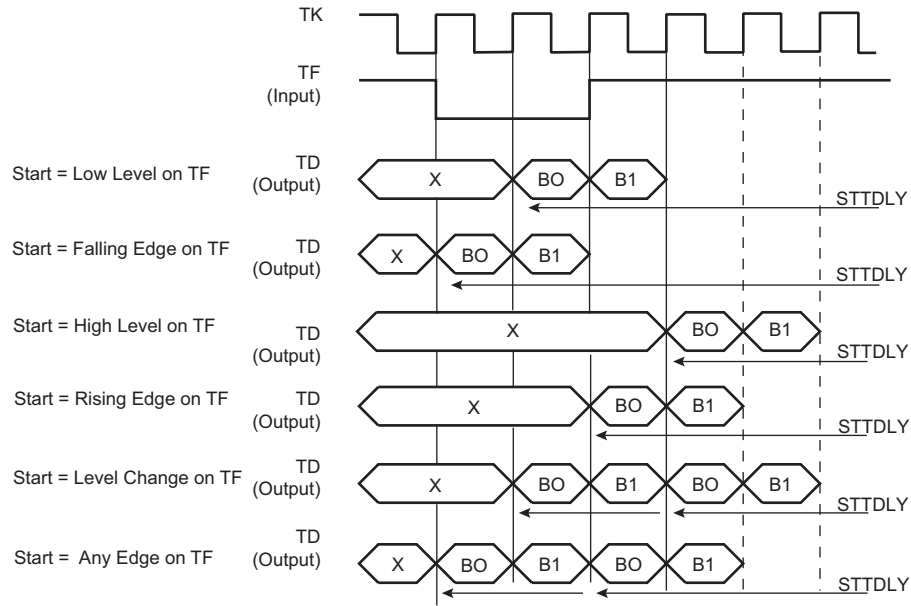 TK
TF
(Input)
Start = Low Level on TF
TD
(Output)
X
BO
B1
STTDLY
Start = Falling Edge on TF
TD
(Output)
X
BO
B1
STTDLY
Start = High Level on TF
TD
(Output)
X
BO
B1
STTDLY
Start = Rising Edge on TF
TD
(Output)
X
BO
B1
STTDLY
Start = Level Change on TF
TD
(Output)
X
BO
B1
BO
B1
STTDLY
Start = Any Edge on TF
TD
(Output)
X
BO
B1
BO
B1
STTDLY